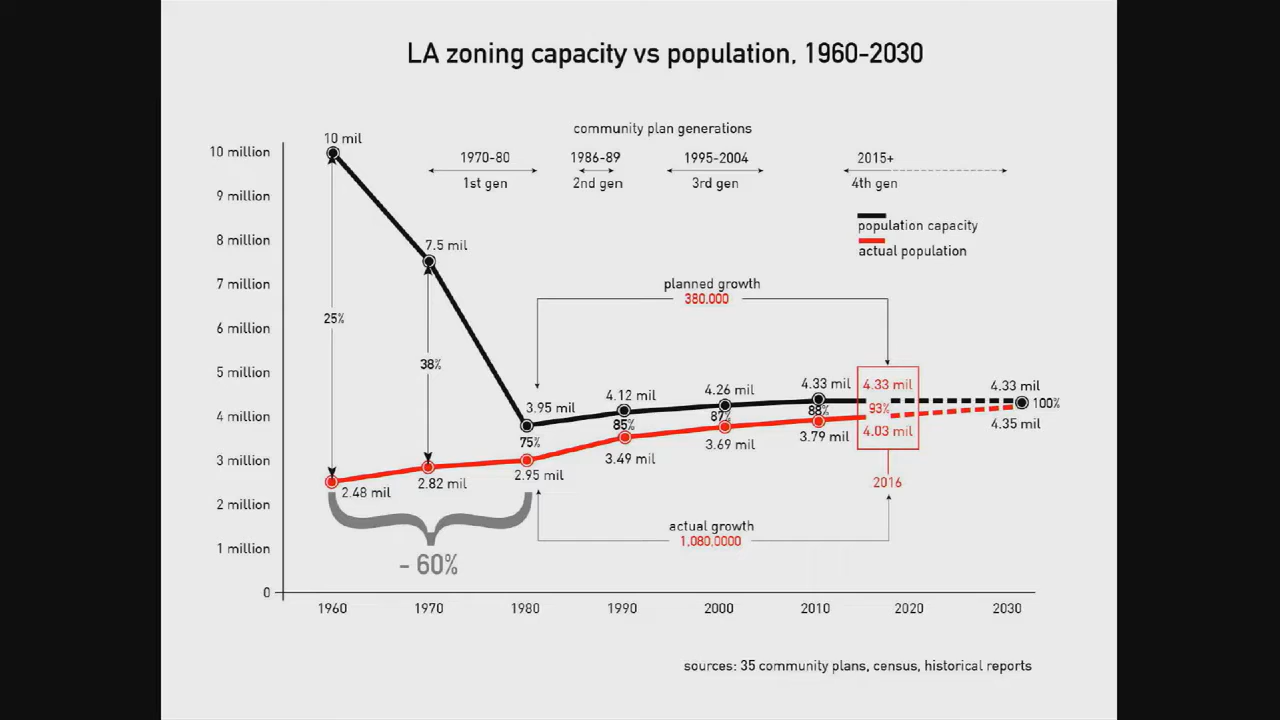 LA zoning capacity vs population, 1960-2030
community plan generations
1970-80
1st gen
1986-89
2nd gen
1995-2004
3rd gen
2015+
4th gen
population capacity
actual population
10 million
9 million
8 million
7 million
6 million
5 million
4 million
3 million
2 million
1 million
0
10 mil
7.5 mil
3.95 mil
4.12 mil
4.26 mil
4.33 mil
4.33 mil
4.33 mil
25%
38%
75%
85%
87%
88%
93%
100%
2.48 mil
2.82 mil
2.95 mil
3.49 mil
3.69 mil
3.79 mil
4.03 mil
4.35 mil
planned growth
380.000
2016
actual growth
1,080,0000
- 60%
1960
1970
1980
1990
2000
2010
2020
2030
sources: 35 community plans, census, historical reports